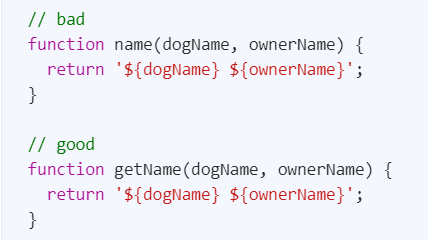 // bad
function name(dogName, ownerName) {
  return '${dogName} ${ownerName}';
}

// good
function getName(dogName, ownerName) {
  return '${dogName} ${ownerName}';
}